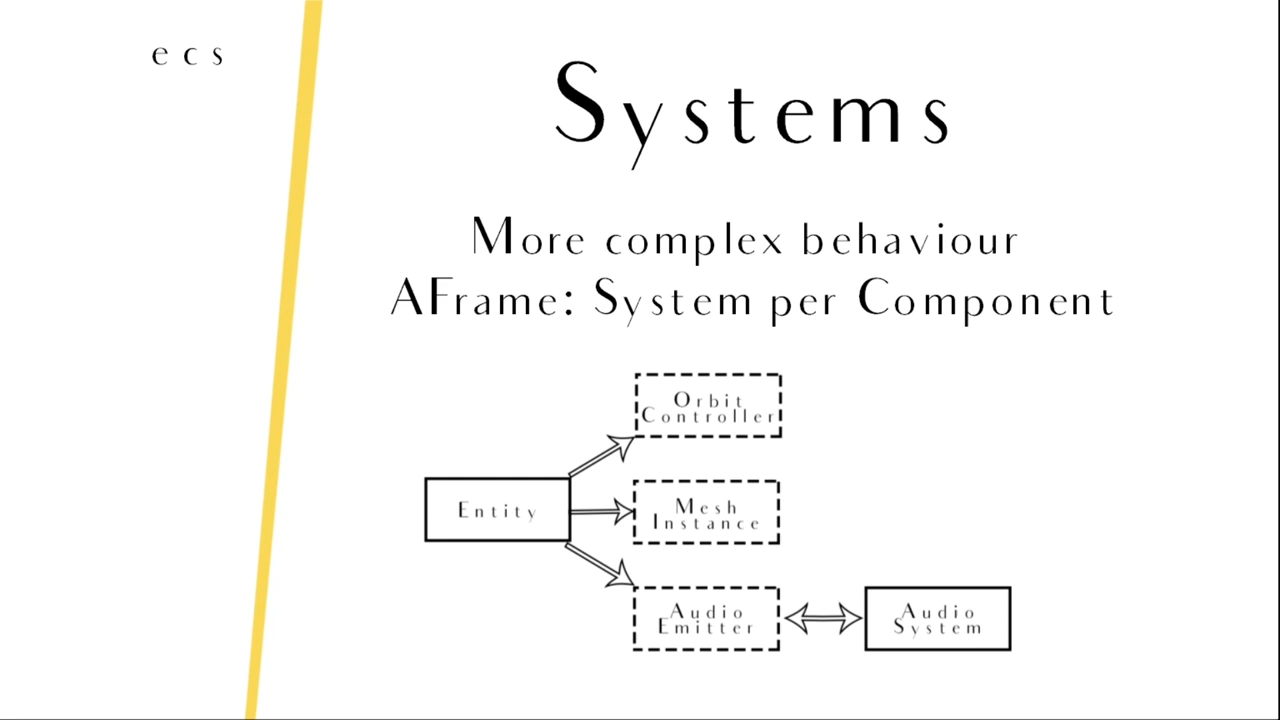 ecs
Systems
More complex behaviour
AFrame: System per Component
Orbit
Controller
Entity
Mesh
Instance
Audio
Emitter
Audio
System